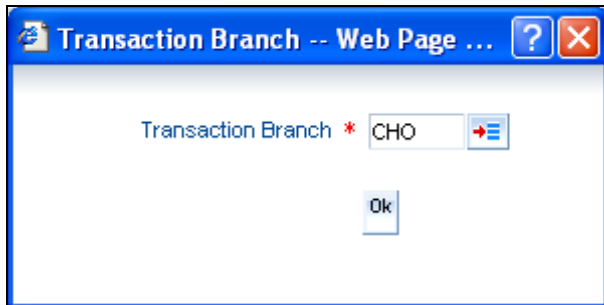 Transaction Branch -- Web Page ...
Transaction Branch * CHO
Ok